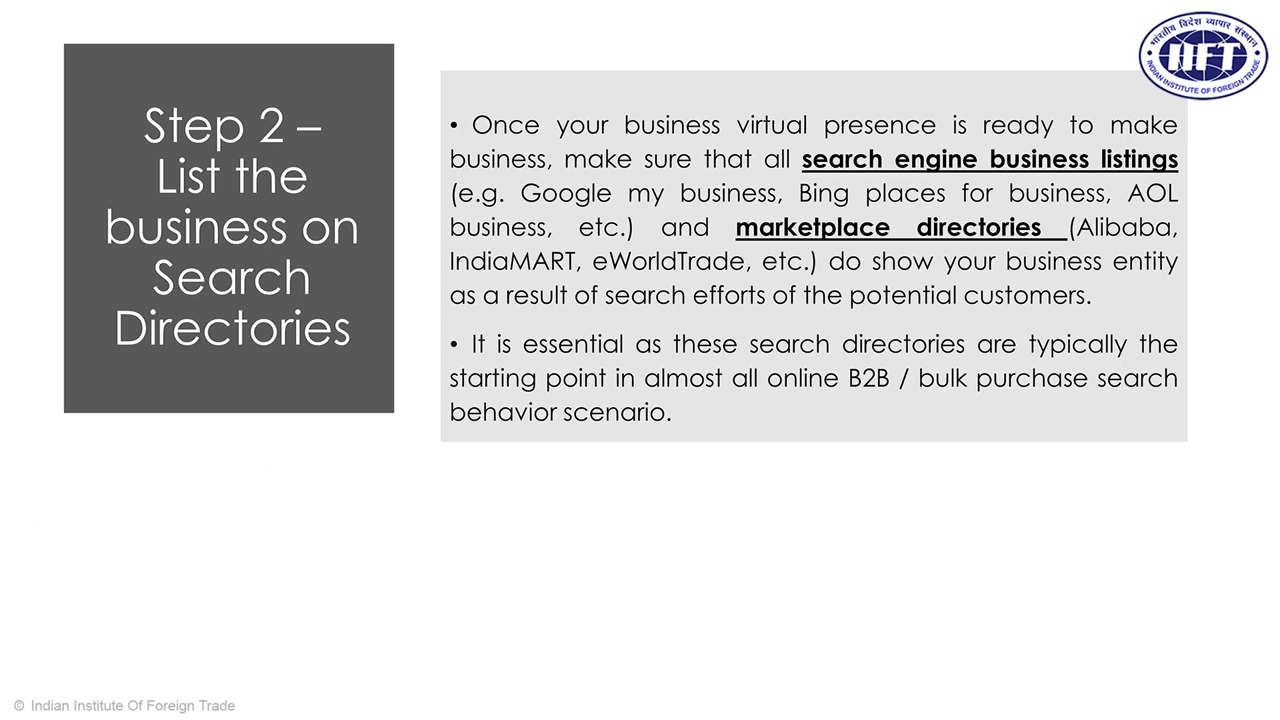 Step 2 –
List the
business on
Search
Directories
भारतीय विदेश व्यापार संस्थान
IIFT
INDIAN INSTITUTE OF FOREIGN TRADE
• Once your business virtual presence is ready to make
business, make sure that all search engine business listings
(e.g. Google my business, Bing places for business, AOL
business, etc.) and marketplace directories (Alibaba,
IndiaMART, eWorldTrade, etc.) do show your business entity
as a result of search efforts of the potential customers.
• It is essential as these search directories are typically the
starting point in almost all online B2B / bulk purchase search
behavior scenario.
© Indian Institute Of Foreign Trade